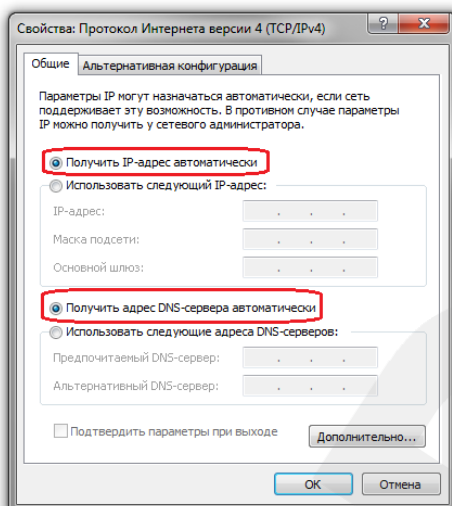 Свойства: Протокол Интернета версии 4 (TCP/IPv4)
Общие
Альтернативная конфигурация
Параметры IP могут назначаться автоматически, если сеть
поддерживает эту возможность. В противном случае параметры
IP можно получить у сетевого администратора.
Получить IP-адрес автоматически
Использовать следующий IP-адрес:
IP-адрес:
Маска подсети:
Основной шлюз:
Получить адрес DNS-сервера автоматически
Использовать следующие адреса DNS-серверов:
Предпочитаемый DNS-сервер:
Альтернативный DNS-сервер:
Подтвердить параметры при выходе
Дополнительно...
OK
Отмена